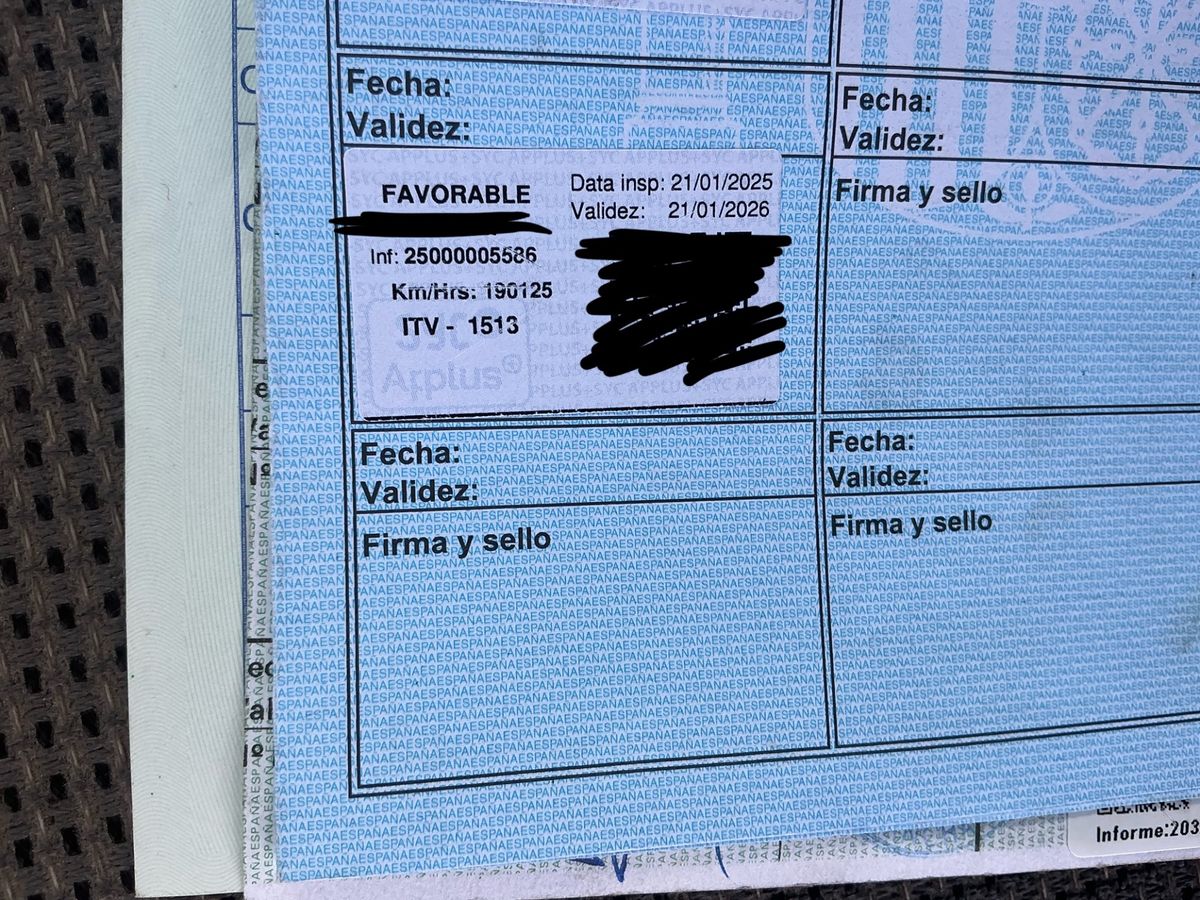 Fecha:
Validez:
Fecha:
Validez:
FAVORABLE
Data insp: 21/01/2025
Validez: 21/01/2026
Inf: 25000005586
Km/Hrs: 190125
ITV - 1513
SYC
Applus®
Firma y sello
Fecha:
Validez:
Fecha:
Validez:
Firma y sello
Firma y sello
Informe:203